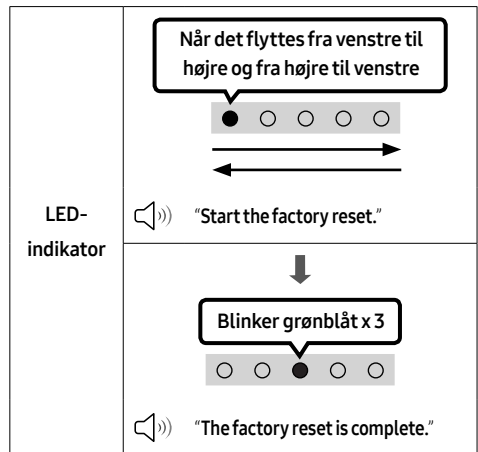 LED-
indikator
Når det flyttes fra venstre til
højre og fra højre til venstre
“Start the factory reset.”
Blinker grønblåt x 3
“The factory reset is complete.”